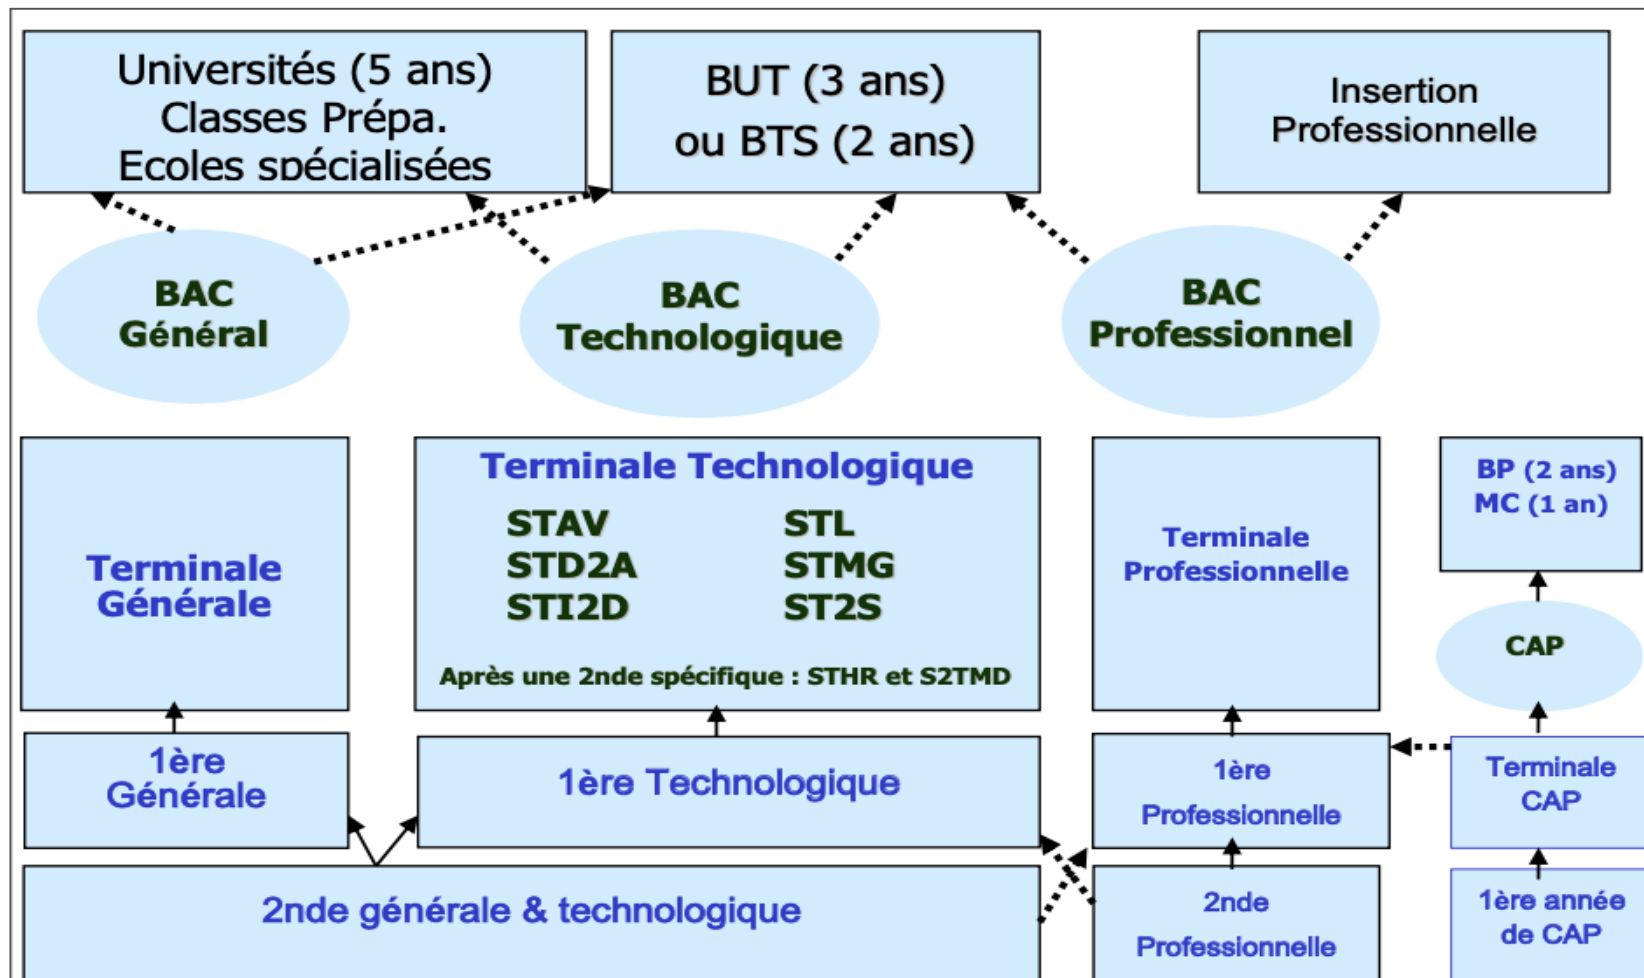 Universités (5 ans)
Classes Prépa.
Ecoles spécialisées
BUT (3 ans)
ou BTS (2 ans)
Insertion
Professionnelle
BAC
Général
BAC
Technologique
BAC
Professionnel
Terminale
Générale
Terminale Technologique
STAV STL
STD2A STMG
STI2D ST2S
Après une 2nde spécifique : STHR et S2TMD
Terminale
Professionnelle
BP (2 ans)
MC (1 an)
CAP
1ère
Générale
1ère Technologique
1ère
Professionnelle
Terminale
CAP
2nde générale & technologique
2nde
Professionnelle
1ère année
de CAP